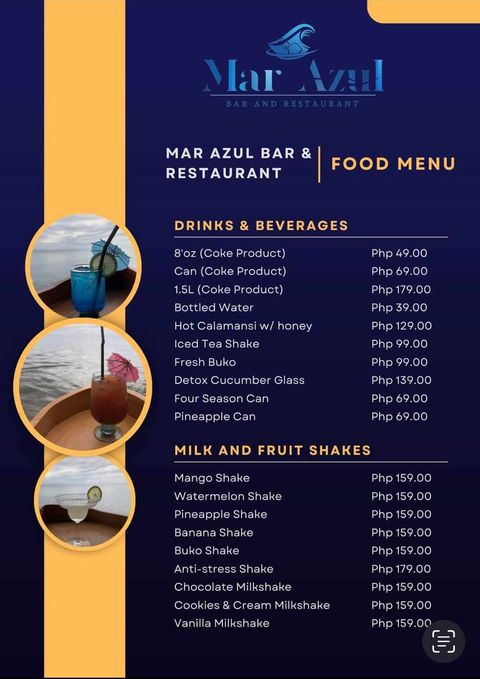 Mar Azul
BAR AND RESTAURANT
MAR AZUL BAR &
RESTAURANT
FOOD MENU
DRINKS & BEVERAGES
8'oz (Coke Product) Php 49.00
Can (Coke Product) Php 69.00
1.5L (Coke Product) Php 179.00
Bottled Water Php 39.00
Hot Calamansi w/ honey Php 129.00
Iced Tea Shake Php 99.00
Fresh Buko Php 99.00
Detox Cucumber Glass Php 139.00
Four Season Can Php 69.00
Pineapple Can Php 69.00
MILK AND FRUIT SHAKES
Mango Shake Php 159.00
Watermelon Shake Php 159.00
Pineapple Shake Php 159.00
Banana Shake Php 159.00
Buko Shake Php 159.00
Anti-stress Shake Php 179.00
Chocolate Milkshake Php 159.00
Cookies & Cream Milkshake Php 159.00
Vanilla Milkshake Php 159.00